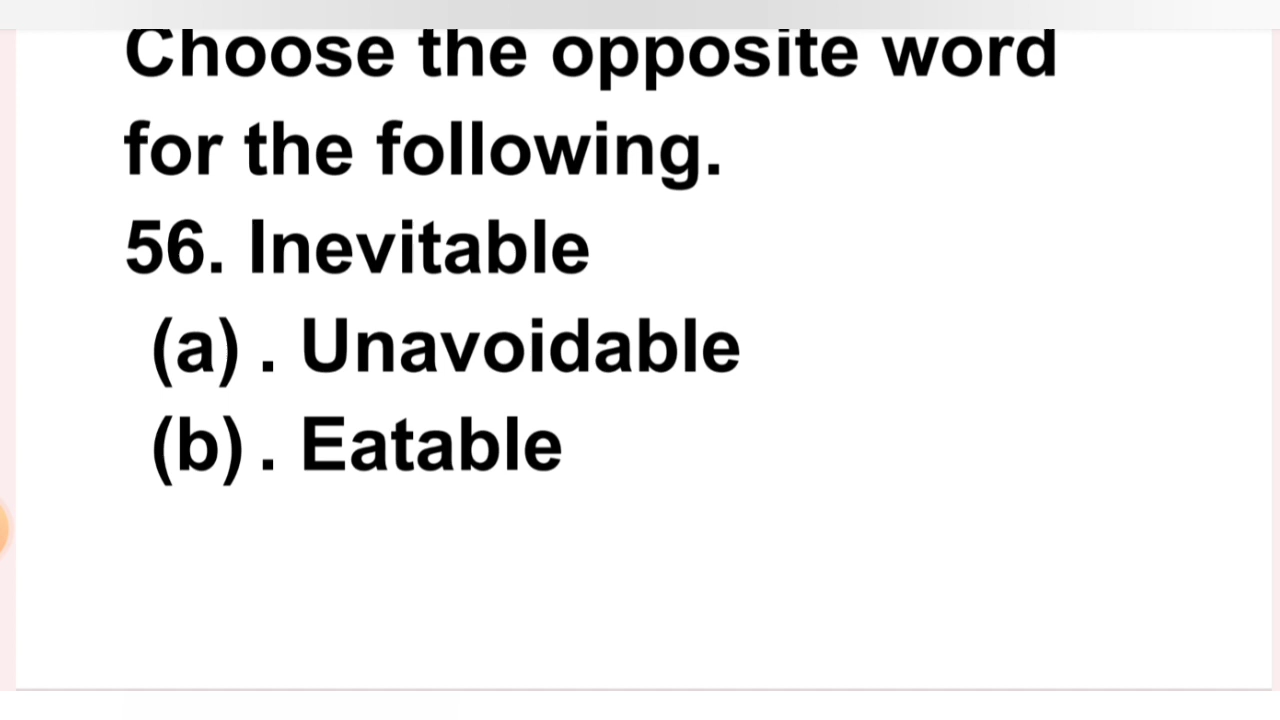 Choose the opposite word
for the following.
56. Inevitable
(a) . Unavoidable
(b) . Eatable